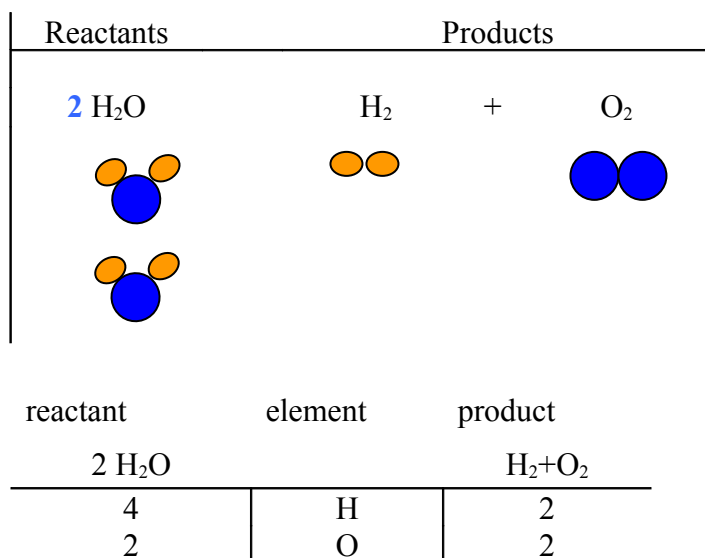 Reactants Products
2 H₂O H₂ + O₂
reactant element product
2 H₂O H₂+O₂
4 H 2
2 O 2